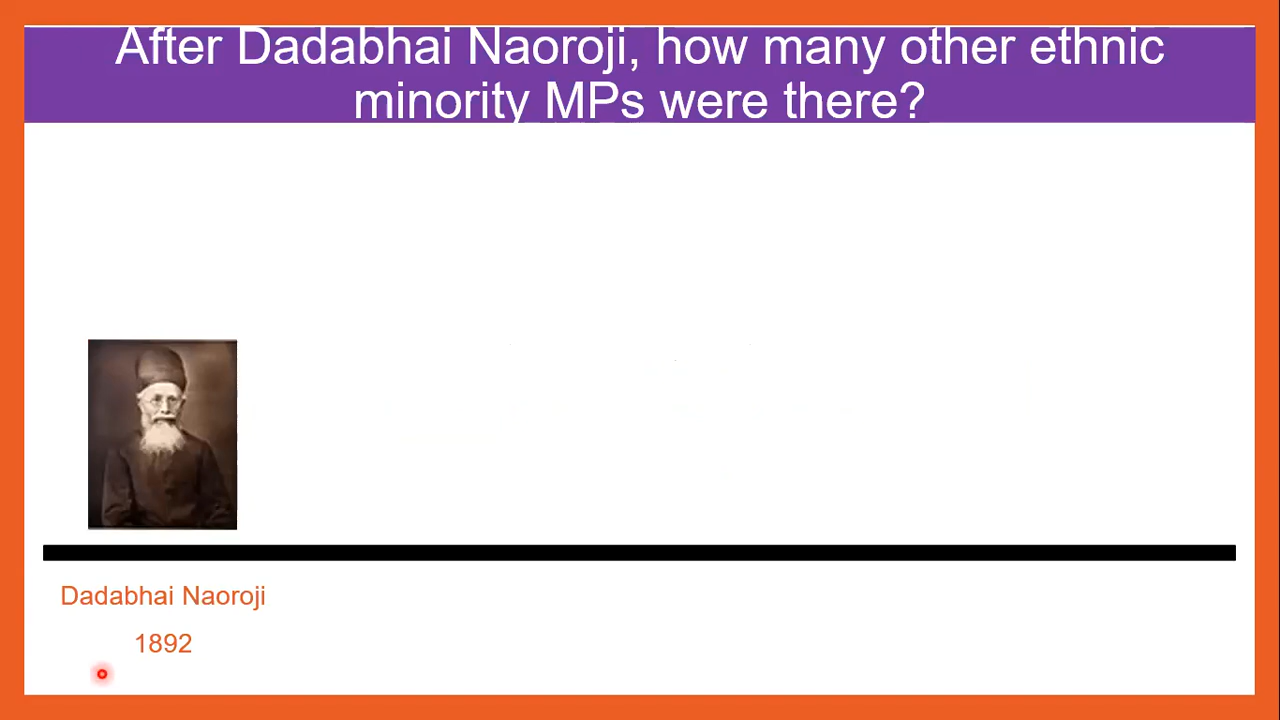 After Dadabhai Naoroji, how many other ethnic
minority MPs were there?
Dadabhai Naoroji
1892